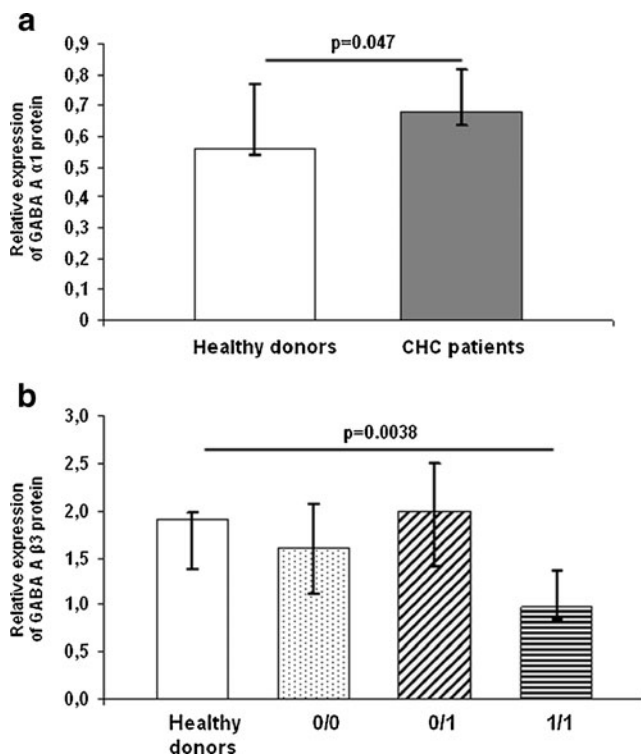 a
p=0.047
Relative expression
of GABA A α1 protein
0,9
0,8
0,7
0,6
0,5
0,4
0,3
0,2
0,1
0
Healthy donors
CHC patients
b
p=0.0038
Relative expression
of GABA A β3 protein
2,0
2,5
2,0
1,5
1,0
0,5
0,0
Healthy
donors
0/0
0/1
1/1